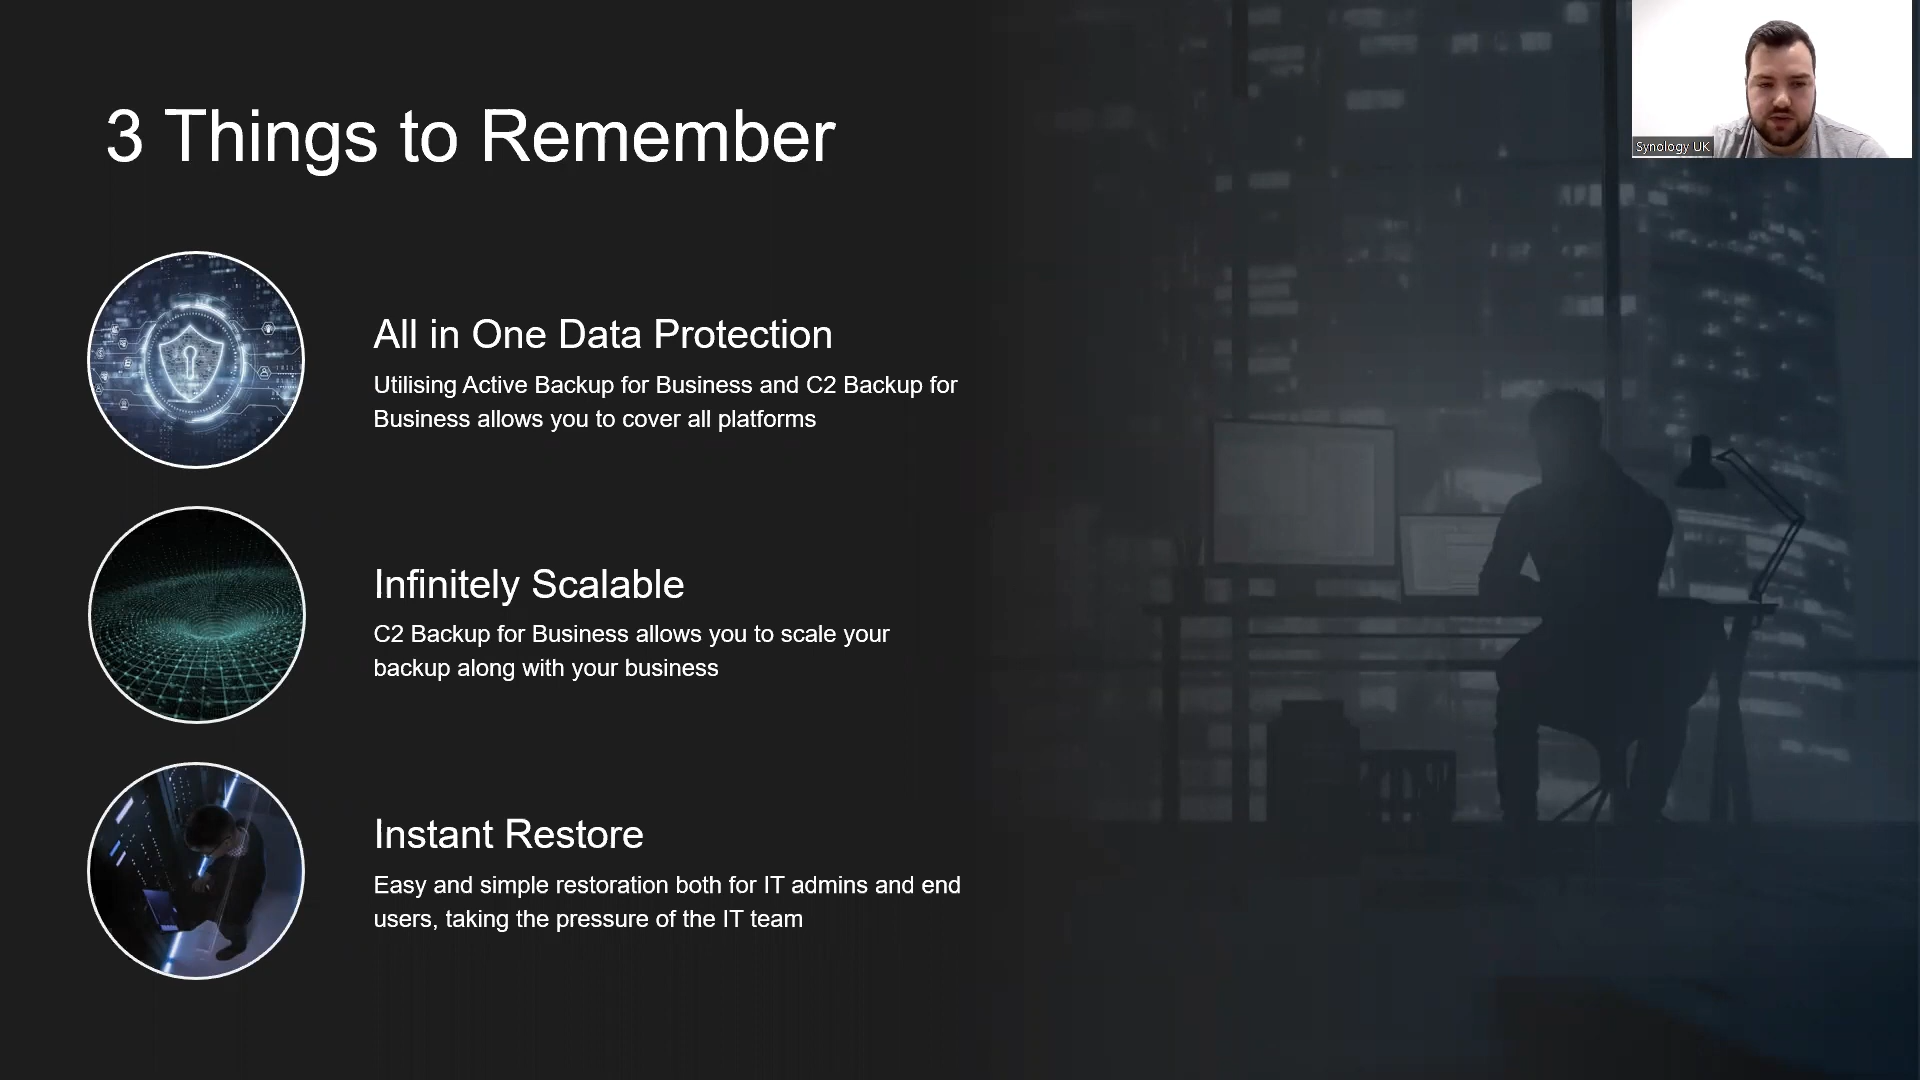 3 Things to Remember
Synology UK
All in One Data Protection
Utilising Active Backup for Business and C2 Backup for
Business allows you to cover all platforms
Infinitely Scalable
C2 Backup for Business allows you to scale your
backup along with your business
Instant Restore
Easy and simple restoration both for IT admins and end
users, taking the pressure of the IT team